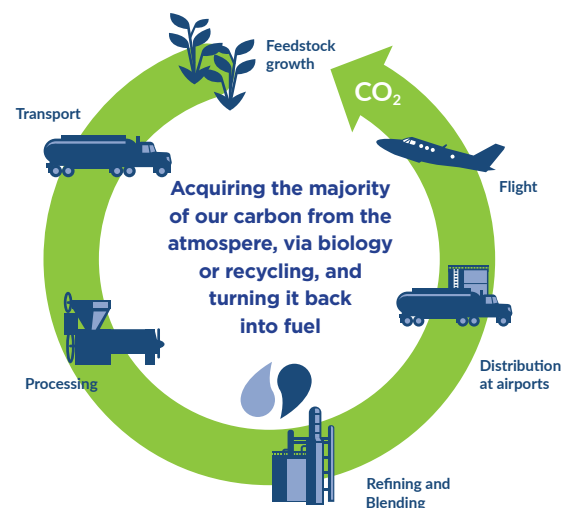 Feedstock
growth
CO₂
Transport
Flight
Acquiring the majority
of our carbon from the
atmospere, via biology
or recycling, and
turning it back
into fuel
Distribution
at airports
Processing
Refining and
Blending